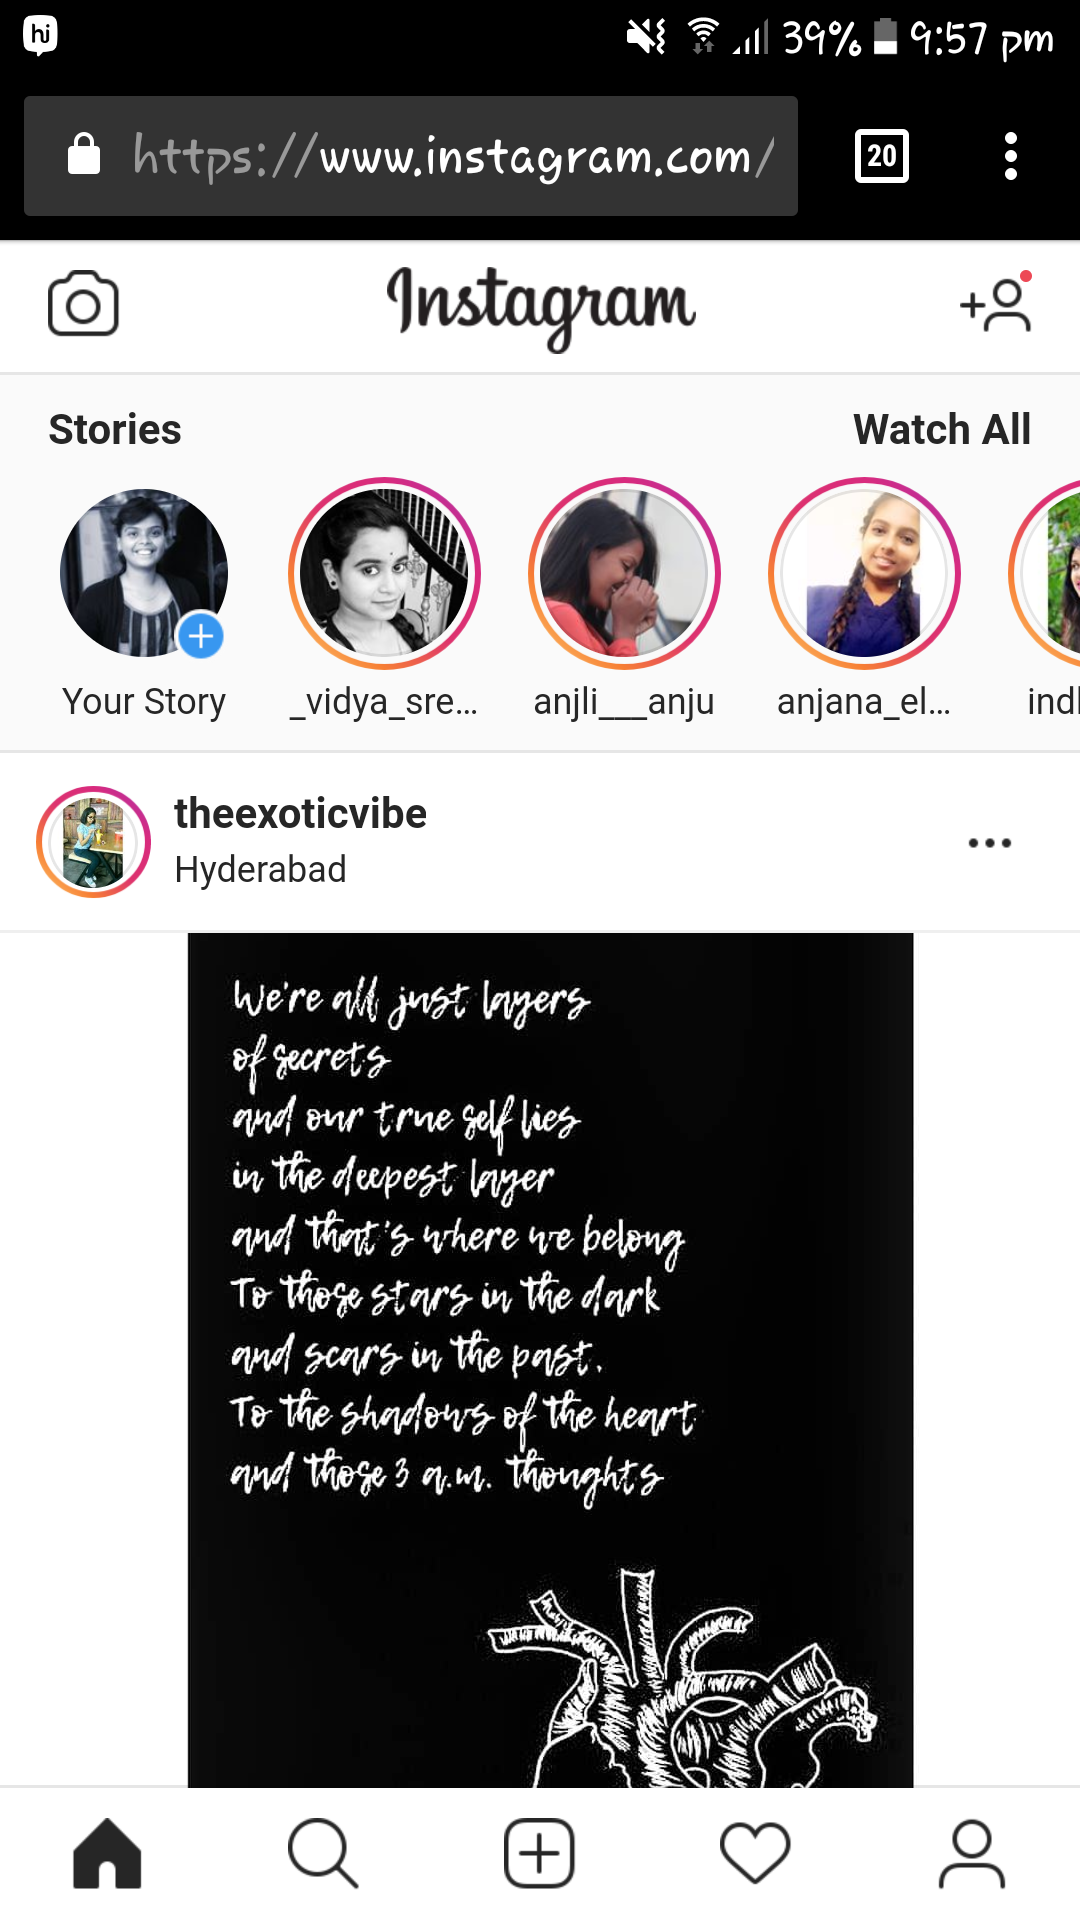 hi
39% 9:57 pm
https://www.instagram.com/
20
Instagram
Stories
Watch All
Your Story
_vidya_sre...
anjli___anju
anjana_el...
theexoticvibe
Hyderabad
We're all just layers
of secrets
and our true self lies
in the deepest layer
and that's where we belong
To those stars in the dark
and scars in the past.
To the shadows of the heart
and those 3 a.m. thoughts